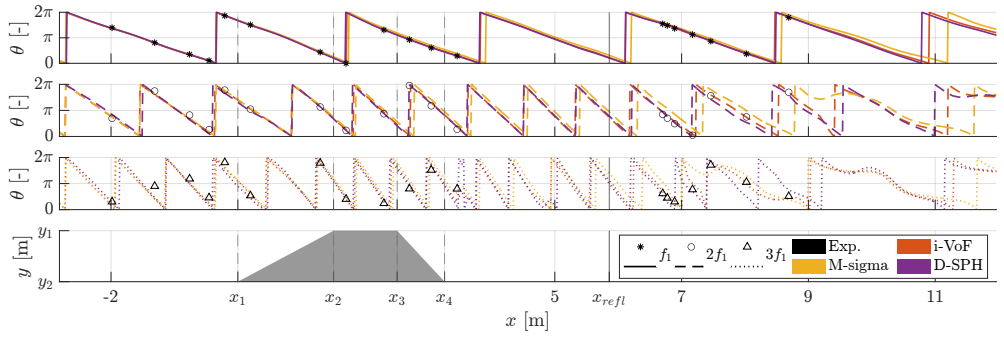 2π
θ [-] π
0
2π
θ [-] π
0
2π
θ [-] π
0
y₁
y [m]
y₂
* f₁ ○ 2f₁ △ 3f₁ Exp. i-VoF
M-sigma D-SPH
-2 x₁ x₂ x₃ x₄ 5 x_refl 7 9 11
x [m]